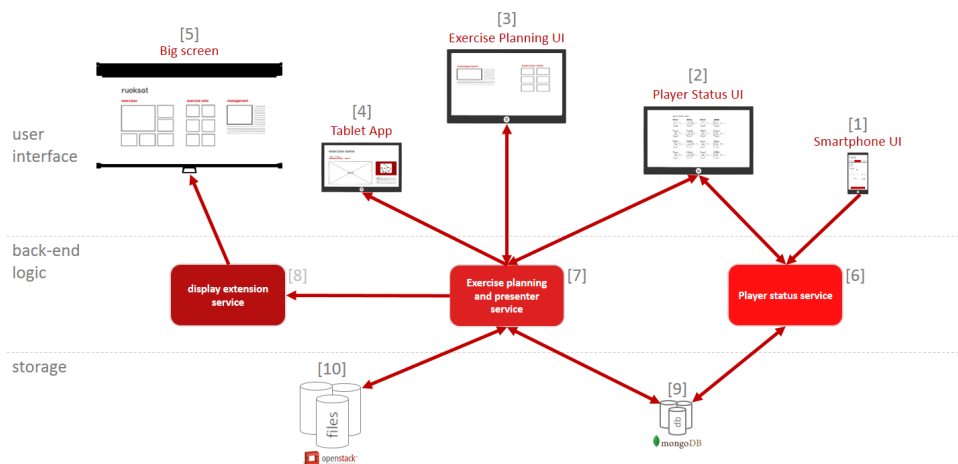 [5]
Big screen
[3]
Exercise Planning UI
[2]
Player Status UI
[4]
Tablet App
[1]
Smartphone UI
ruoksat
exercises
exercise sets
management
user
interface
back-end
logic
display extension
service
[8]
Exercise planning
and presenter
service
[7]
Player status service
[6]
storage
[10]
files
openstack
[9]
db
mongoDB